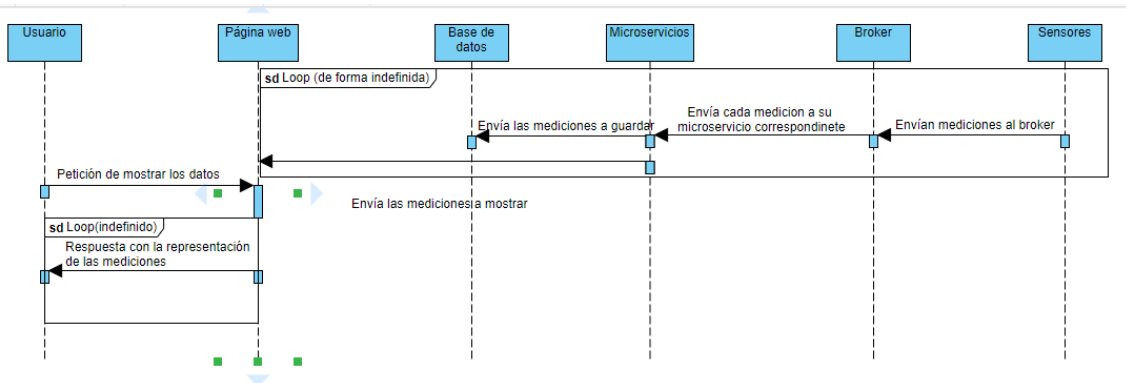 Usuario
Página web
Base de
datos
Microservicios
Broker
Sensores
sd Loop (de forma indefinida)
Envía las mediciones a guardar
Envía cada medicion a su
microservicio correspondinete
Envían mediciones al broker
Petición de mostrar los datos
Envía las mediciones a mostrar
sd Loop(indefinido)
Respuesta con la representación
de las mediciones